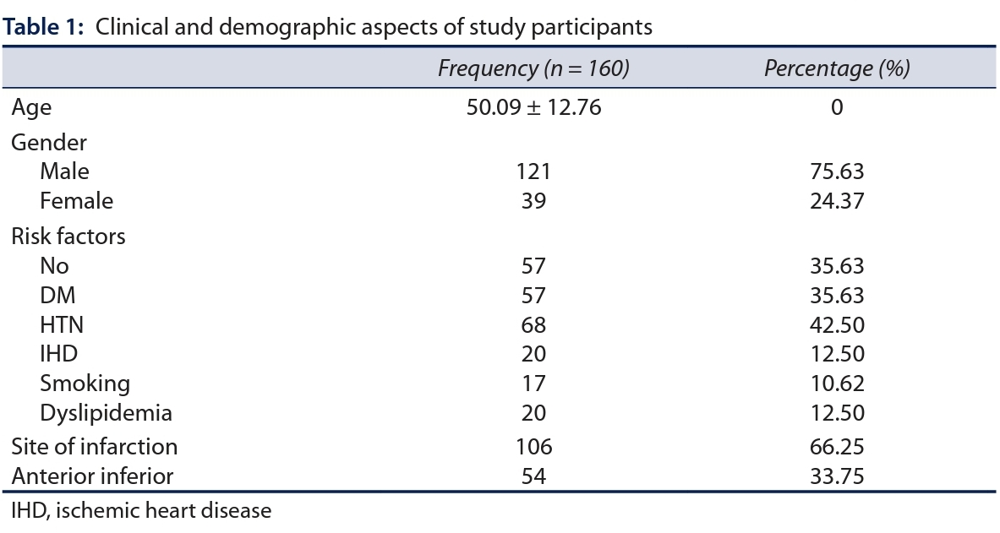 Table 1: Clinical and demographic aspects of study participants
Frequency (n = 160) Percentage (%)
Age 50.09 ± 12.76 0
Gender
Male 121 75.63
Female 39 24.37
Risk factors
No 57 35.63
DM 57 35.63
HTN 68 42.50
IHD 20 12.50
Smoking 17 10.62
Dyslipidemia 20 12.50
Site of infarction 106 66.25
Anterior inferior 54 33.75
IHD, ischemic heart disease